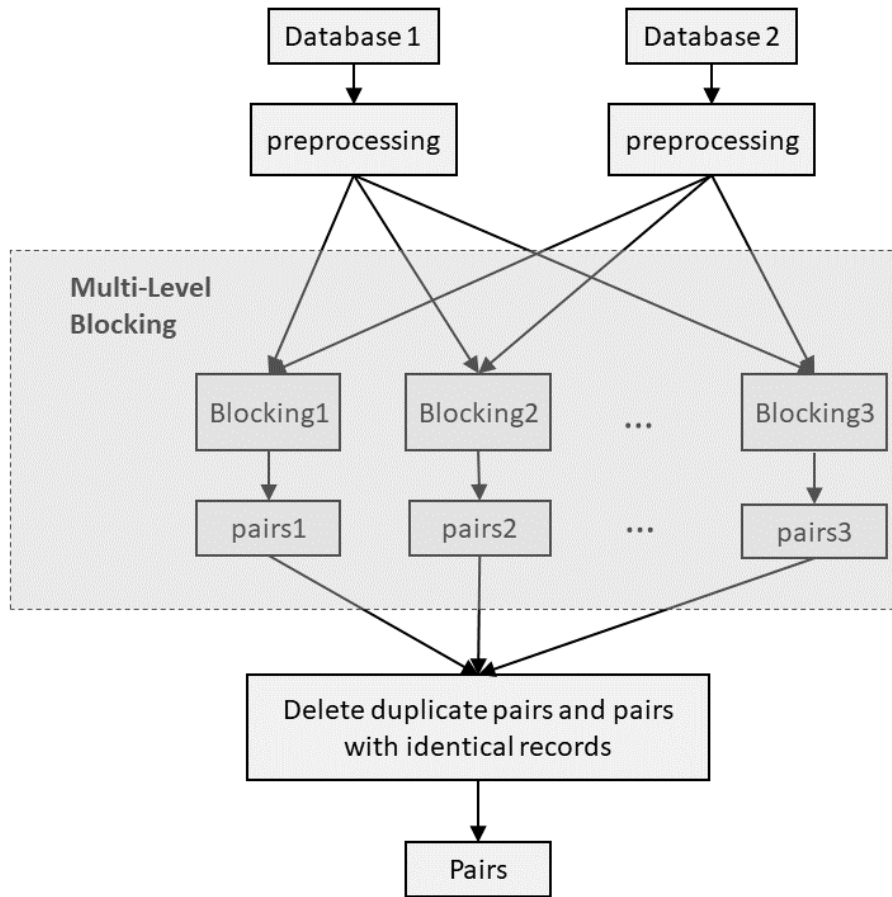 Database 1
Database 2
preprocessing
preprocessing
Multi-Level
Blocking
Blocking1
Blocking2
...
Blocking3
pairs1
pairs2
...
pairs3
Delete duplicate pairs and pairs
with identical records
Pairs